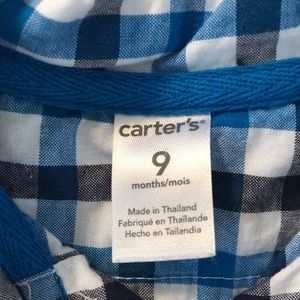 carter's®
9
months/mois
Made in Thailand
Fabriqué en Thaïlande
Hecho en Tailandia